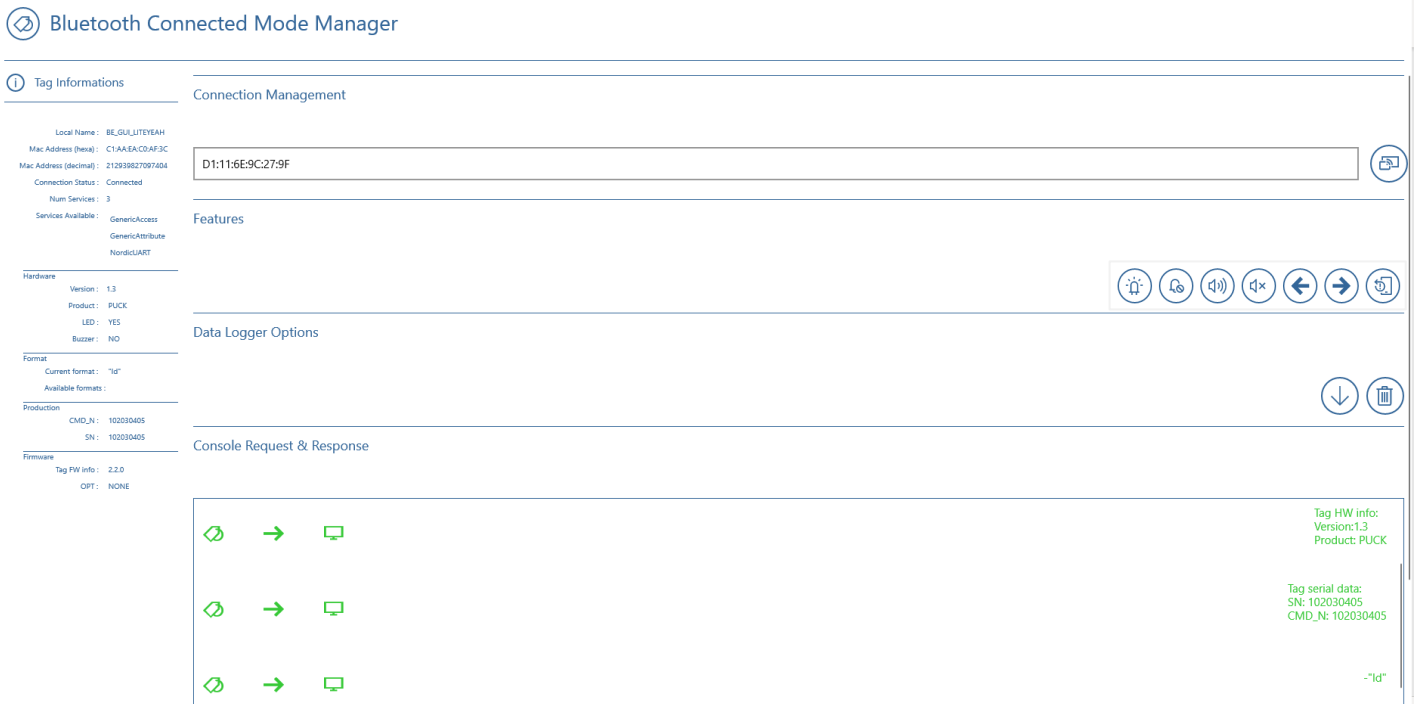 Bluetooth Connected Mode Manager
Tag Informations
Local Name : BE_GUI_LITEYEAH
Mac Address (hexa) : C1:AA:EA:C0:AF:3C
Mac Address (decimal) : 212939827097404
Connection Status : Connected
Num Services : 3
Services Available : GenericAccess
GenericAttribute
NordicUART
Hardware
Version : 1.3
Product : PUCK
LED : YES
Buzzer : NO
Format
Current format : "Id"
Available formats :
Production
CMD_N : 102030405
SN : 102030405
Firmware
Tag FW info : 2.2.0
OPT : NONE
Connection Management
D1:11:6E:9C:27:9F
Features
Data Logger Options
Console Request & Response
Tag HW info:
Version:1.3
Product: PUCK
Tag serial data:
SN: 102030405
CMD_N: 102030405
-"Id"